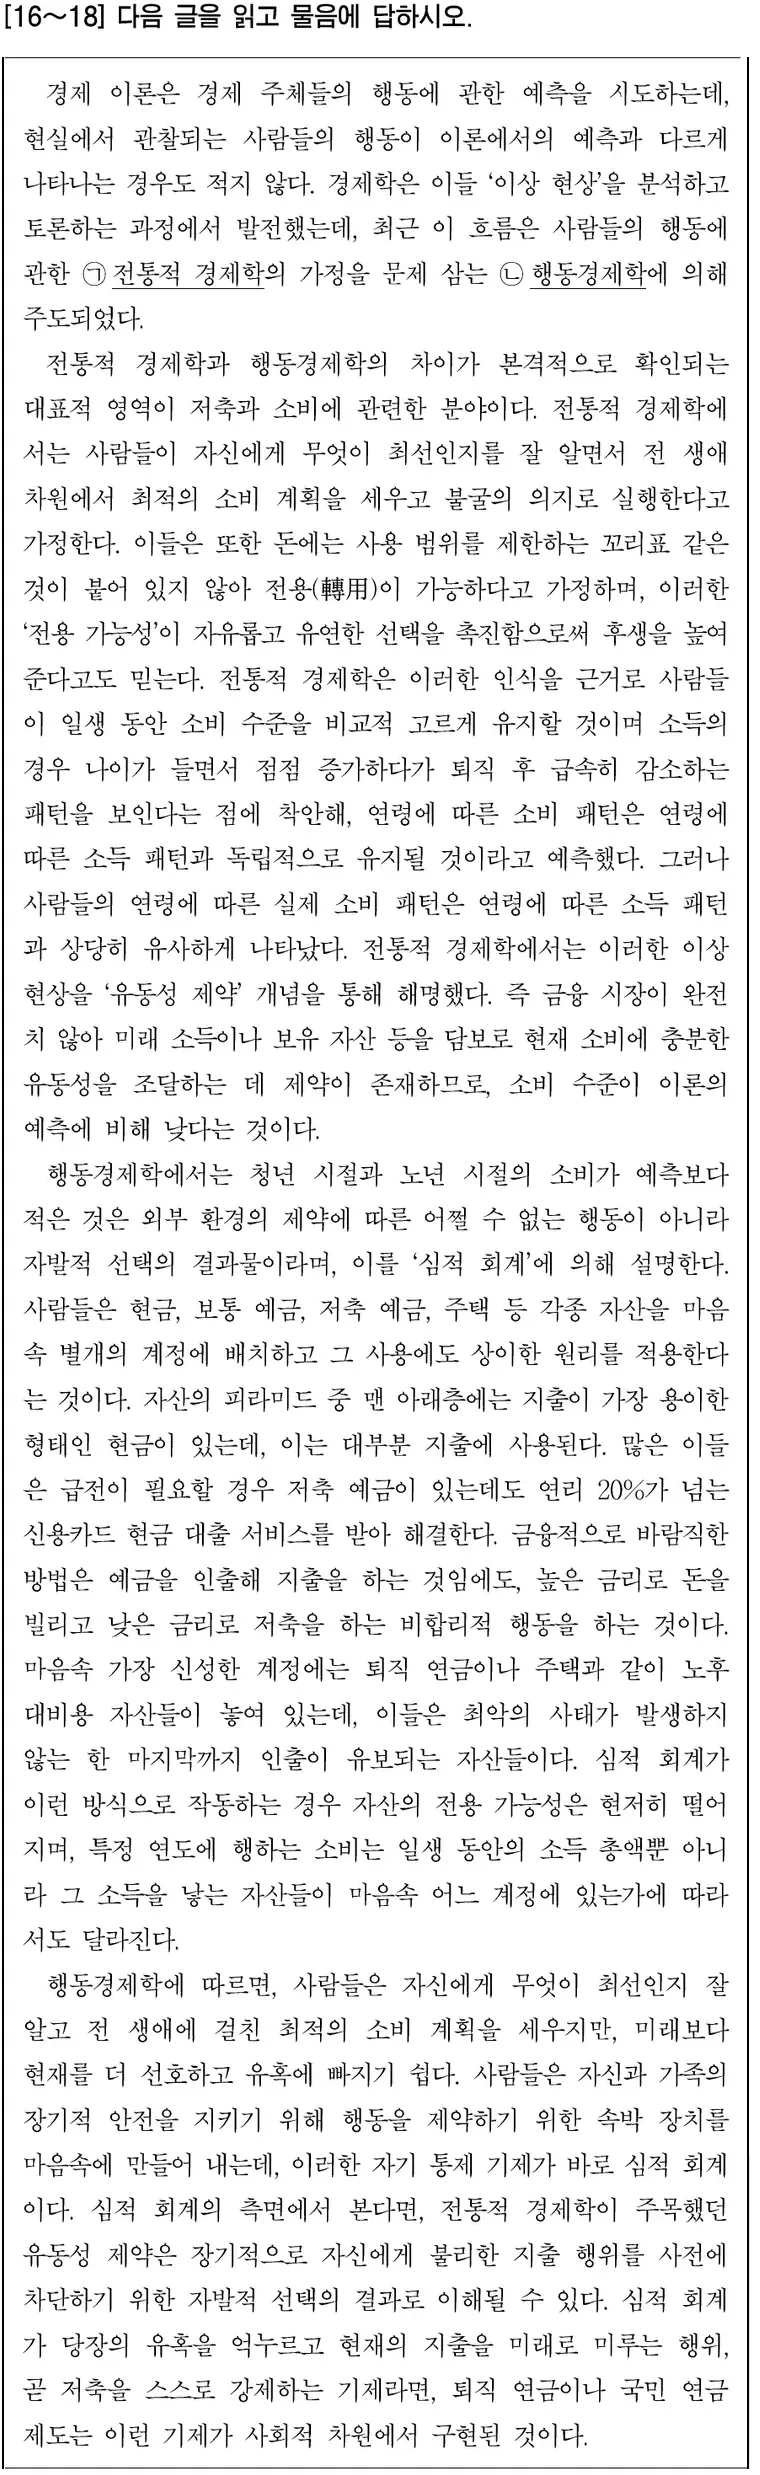 [16~18] 다음 글을 읽고 물음에 답하시오.
경제 이론은 경제 주체들의 행동에 관한 예측을 시도하는데,
현실에서 관찰되는 사람들의 행동이 이론에서의 예측과 다르게
나타나는 경우도 적지 않다. 경제학은 이들 ‘이상 현상’을 분석하고
토론하는 과정에서 발전했는데, 최근 이 흐름은 사람들의 행동에
관한 ㉠ 전통적 경제학의 가정을 문제 삼는 ㉡ 행동경제학에 의해
주도되었다.
전통적 경제학과 행동경제학의 차이가 본격적으로 확인되는
대표적 영역이 저축과 소비에 관련한 분야이다. 전통적 경제학에
서는 사람들이 자신에게 무엇이 최선인지를 잘 알면서 전 생애
차원에서 최적의 소비 계획을 세우고 불굴의 의지로 실행한다고
가정한다. 이들은 또한 돈에는 사용 범위를 제한하는 꼬리표 같은
것이 붙어 있지 않아 전용(轉用)이 가능하다고 가정하며, 이러한
‘전용 가능성’이 자유롭고 유연한 선택을 촉진함으로써 후생을 높여
준다고도 믿는다. 전통적 경제학은 이러한 인식을 근거로 사람들
이 일생 동안 소비 수준을 비교적 고르게 유지할 것이며 소득의
경우 나이가 들면서 점점 증가하다가 퇴직 후 급속히 감소하는
패턴을 보인다는 점에 착안해, 연령에 따른 소비 패턴은 연령에
따른 소득 패턴과 독립적으로 유지될 것이라고 예측했다. 그러나
사람들의 연령에 따른 실제 소비 패턴은 연령에 따른 소득 패턴
과 상당히 유사하게 나타났다. 전통적 경제학에서는 이러한 이상
현상을 ‘유동성 제약’ 개념을 통해 해명했다. 즉 금융 시장이 완전
치 않아 미래 소득이나 보유 자산 등을 담보로 현재 소비에 충분한
유동성을 조달하는 데 제약이 존재하므로, 소비 수준이 이론의
예측에 비해 낮다는 것이다.
행동경제학에서는 청년 시절과 노년 시절의 소비가 예측보다
적은 것은 외부 환경의 제약에 따른 어쩔 수 없는 행동이 아니라
자발적 선택의 결과물이라며, 이를 ‘심적 회계’에 의해 설명한다.
사람들은 현금, 보통 예금, 저축 예금, 주택 등 각종 자산을 마음
속 별개의 계정에 배치하고 그 사용에도 상이한 원리를 적용한다
는 것이다. 자산의 피라미드 중 맨 아래층에는 지출이 가장 용이한
형태인 현금이 있는데, 이는 대부분 지출에 사용된다. 많은 이들
은 급전이 필요할 경우 저축 예금이 있는데도 연리 20%가 넘는
신용카드 현금 대출 서비스를 받아 해결한다. 금융적으로 바람직한
방법은 예금을 인출해 지출을 하는 것임에도, 높은 금리로 돈을
빌리고 낮은 금리로 저축을 하는 비합리적 행동을 하는 것이다.
마음속 가장 신성한 계정에는 퇴직 연금이나 주택과 같이 노후
대비용 자산들이 놓여 있는데, 이들은 최악의 사태가 발생하지
않는 한 마지막까지 인출이 유보되는 자산들이다. 심적 회계가
이런 방식으로 작동하는 경우 자산의 전용 가능성은 현저히 떨어
지며, 특정 연도에 행하는 소비는 일생 동안의 소득 총액뿐 아니
라 그 소득을 낳는 자산들이 마음속 어느 계정에 있는가에 따라
서도 달라진다.
행동경제학에 따르면, 사람들은 자신에게 무엇이 최선인지 잘
알고 전 생애에 걸친 최적의 소비 계획을 세우지만, 미래보다
현재를 더 선호하고 유혹에 빠지기 쉽다. 사람들은 자신과 가족의
장기적 안전을 지키기 위해 행동을 제약하기 위한 속박 장치를
마음속에 만들어 내는데, 이러한 자기 통제 기제가 바로 심적 회계
이다. 심적 회계의 측면에서 본다면, 전통적 경제학이 주목했던
유동성 제약은 장기적으로 자신에게 불리한 지출 행위를 사전에
차단하기 위한 자발적 선택의 결과로 이해될 수 있다. 심적 회계
가 당장의 유혹을 억누르고 현재의 지출을 미래로 미루는 행위,
곧 저축을 스스로 강제하는 기제라면, 퇴직 연금이나 국민 연금
제도는 이런 기제가 사회적 차원에서 구현된 것이다.